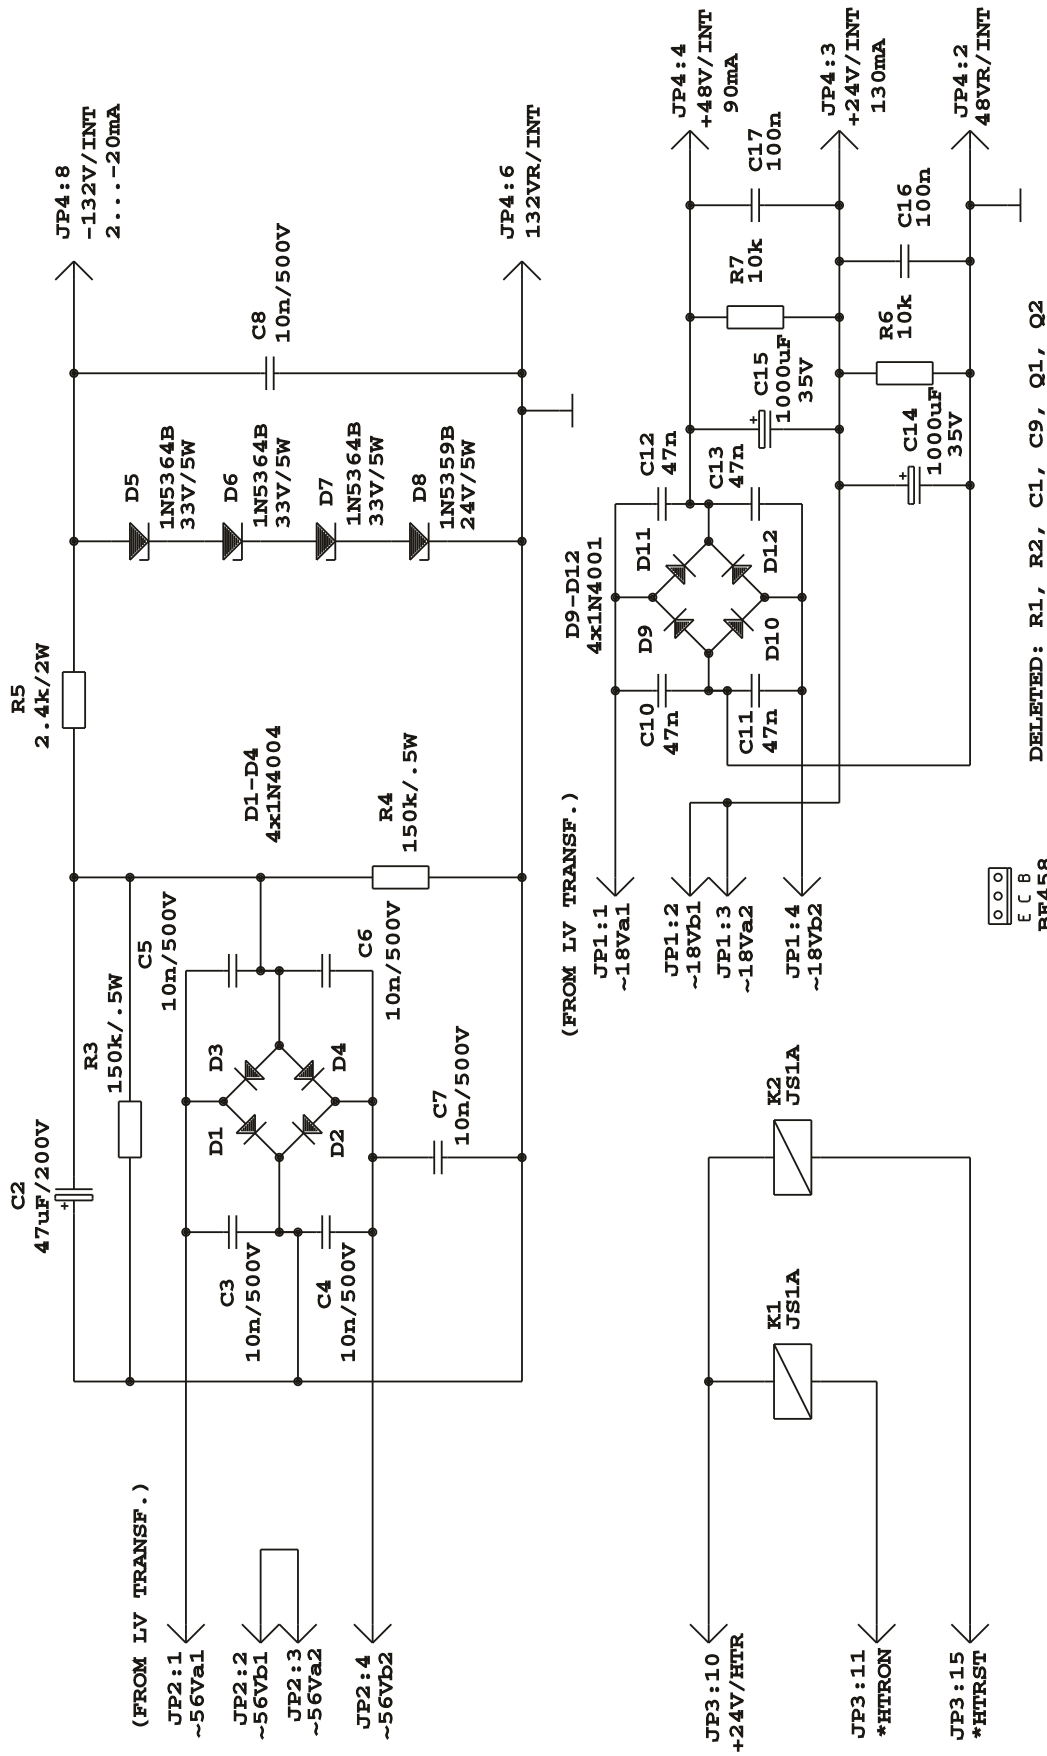 JP4:8
-132V/INT
2...-20mA
JP4:6
132VR/INT
C8
10n/500V
D5
1N5364B
33V/5W
D6
1N5364B
33V/5W
D7
1N5364B
33V/5W
D8
1N5359B
24V/5W
R5
2.4k/2W
D1-D4
4x1N4004
R4
150k/.5W
C5
10n/500V
C6
10n/500V
R3
150k/.5W
D3
D4
D1
D2
C7
10n/500V
C2
47uF/200V
+
C3
10n/500V
C4
10n/500V
(FROM LV TRANSF.)
JP2:1
~56Va1
JP2:2
~56Vb1
JP2:3
~56Va2
JP2:4
~56Vb2
JP4:4
+48V/INT
90mA
JP4:3
+24V/INT
130mA
JP4:2
48VR/INT
C17
100n
C16
100n
R7
10k
R6
10k
C15
1000uF
35V
+
C14
1000uF
35V
+
C12
47n
C13
47n
D9-D12
4x1N4001
D11
D12
D9
D10
C10
47n
C11
47n
(FROM LV TRANSF.)
JP1:1
~18Va1
JP1:2
~18Vb1
JP1:3
~18Va2
JP1:4
~18Vb2
DELETED: R1, R2, C1, C9, Q1, Q2
E C B
BF458
K2
JS1A
K1
JS1A
JP3:10
+24V/HTR
JP3:11
*HTRON
JP3:15
*HTRST